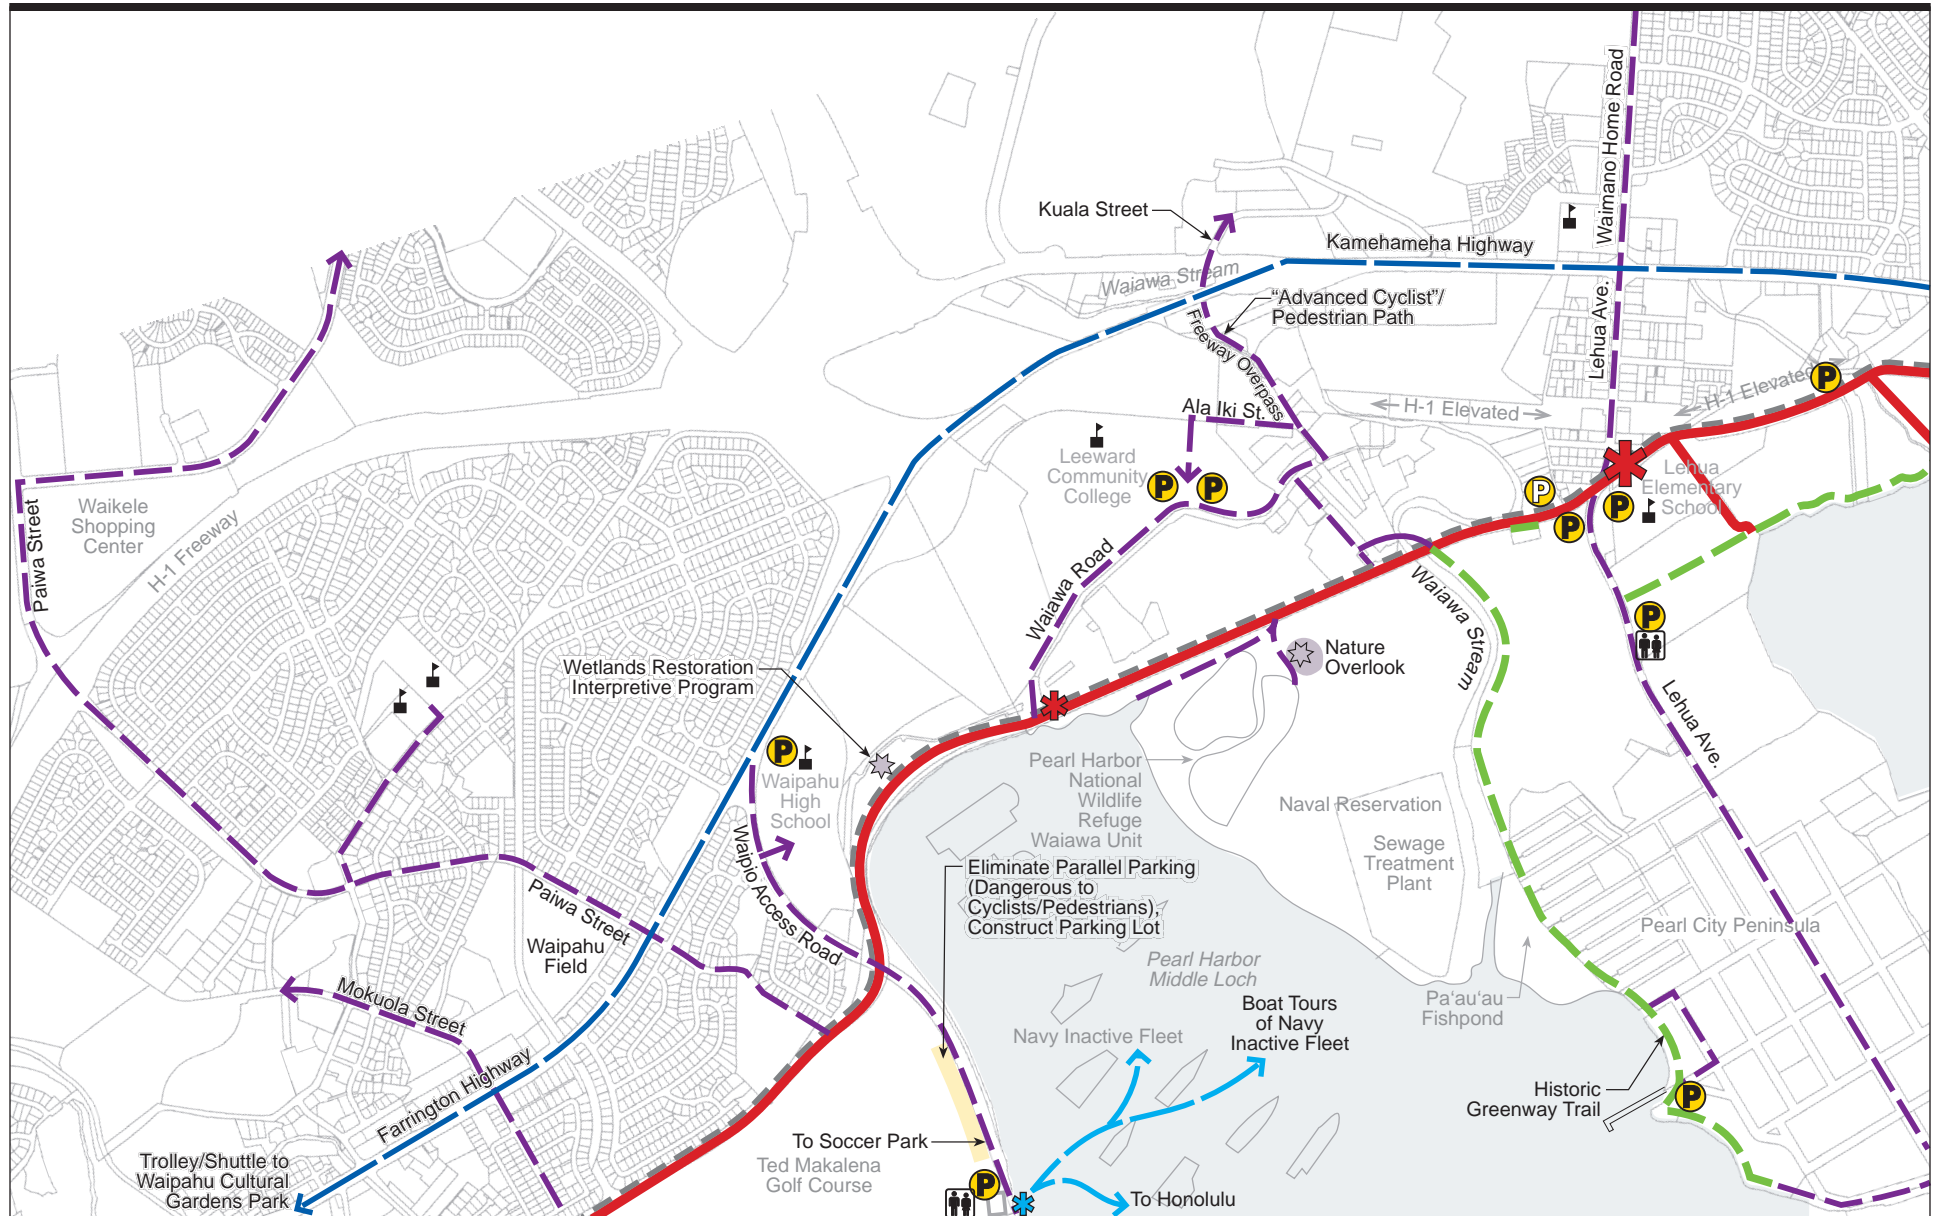 Waimano Home Road
Kuala Street
Kamehameha Highway
Waiawa Stream
"Advanced Cyclist"/
Pedestrian Path
Freeway Overpass
Lehua Ave.
H-1 Elevated
H-1 Elevated
Ala Iki St.
Leeward
Community
College
P
P
P
P
P
P
Lehua
Elementary
School
Paiwa Street
Waikele
Shopping
Center
H-1 Freeway
Waiawa Road
Waiawa Stream
Nature
Overlook
P
Lehua Ave.
Wetlands Restoration
Interpretive Program
P
Waipahu
High
School
Pearl Harbor
National
Wildlife
Refuge
Waiawa Unit
Naval Reservation
Sewage
Treatment
Plant
Waipio Access Road
Eliminate Parallel Parking
(Dangerous to
Cyclists/Pedestrians),
Construct Parking Lot
Paiwa Street
Waipahu
Field
Pearl City Peninsula
Pearl Harbor
Middle Loch
Mokuola Street
Navy Inactive Fleet
Boat Tours
of Navy
Inactive Fleet
Pa‘au‘au
Fishpond
Farrington Highway
Historic
Greenway Trail
P
To Soccer Park
Ted Makalena
Golf Course
P
Trolley/Shuttle to
Waipahu Cultural
Gardens Park
To Honolulu